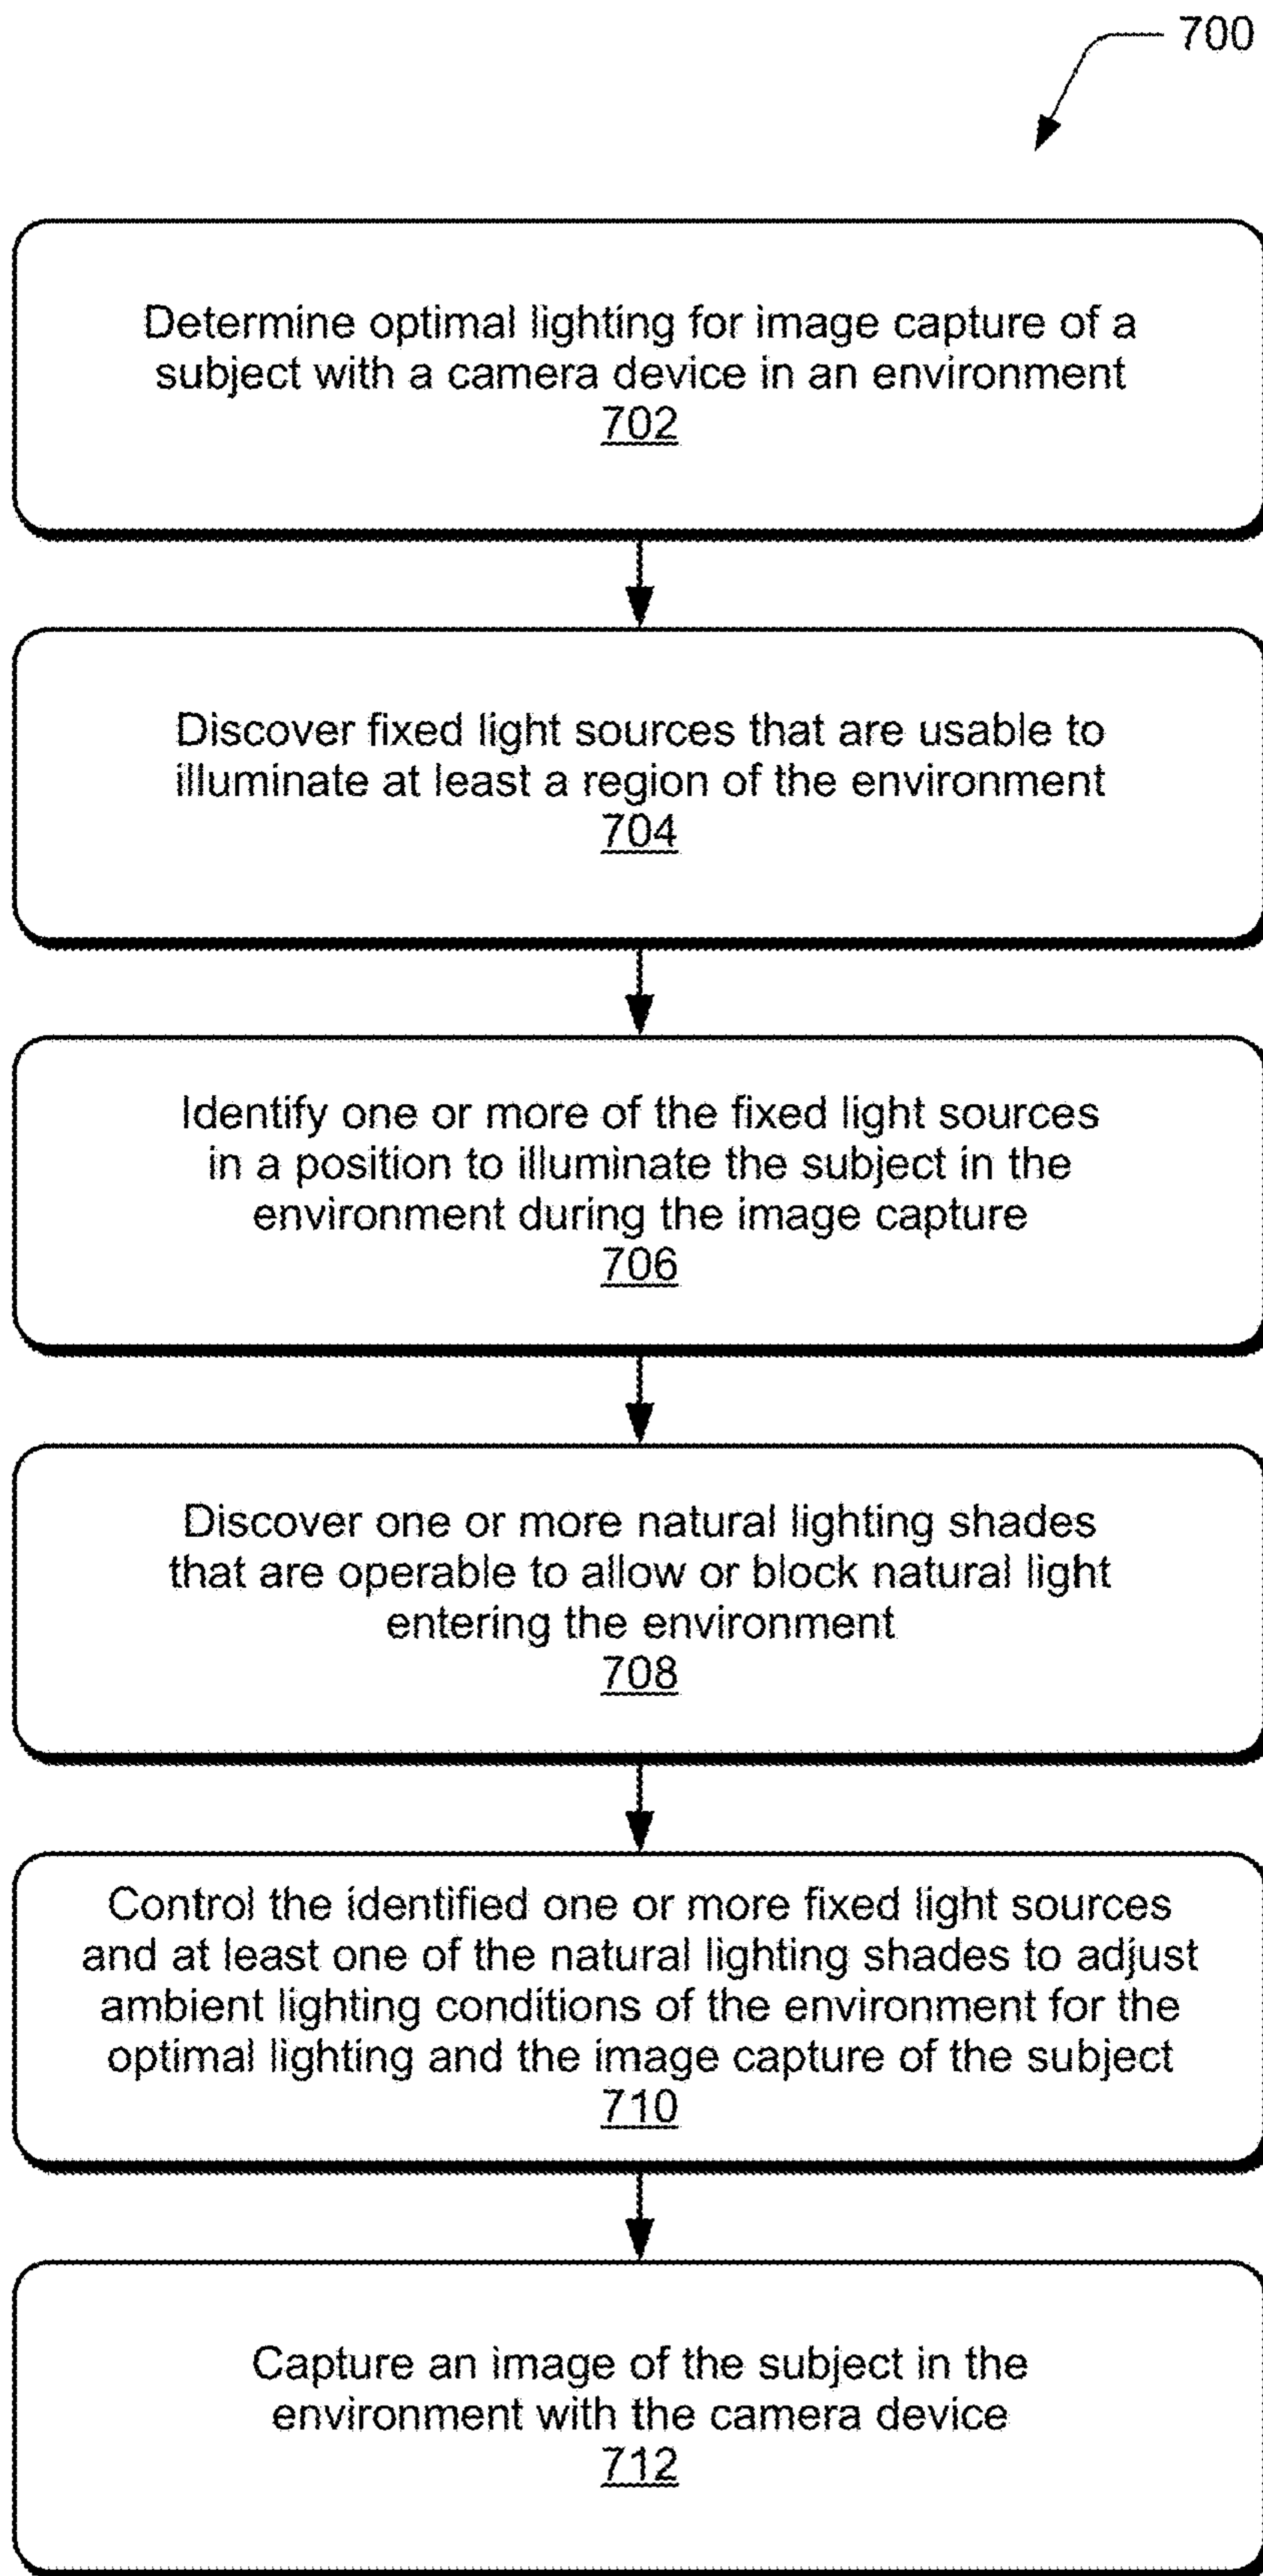 700
Determine optimal lighting for image capture of a
subject with a camera device in an environment
702
Discover fixed light sources that are usable to
illuminate at least a region of the environment
704
Identify one or more of the fixed light sources
in a position to illuminate the subject in the
environment during the image capture
706
Discover one or more natural lighting shades
that are operable to allow or block natural light
entering the environment
708
Control the identified one or more fixed light sources
and at least one of the natural lighting shades to adjust
ambient lighting conditions of the environment for the
optimal lighting and the image capture of the subject
710
Capture an image of the subject in the
environment with the camera device
712